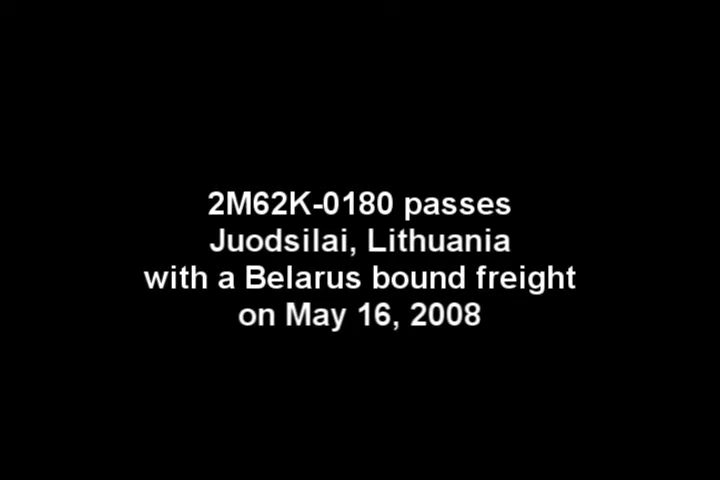 2M62K-0180 passes
Juodsilai, Lithuania
with a Belarus bound freight
on May 16, 2008